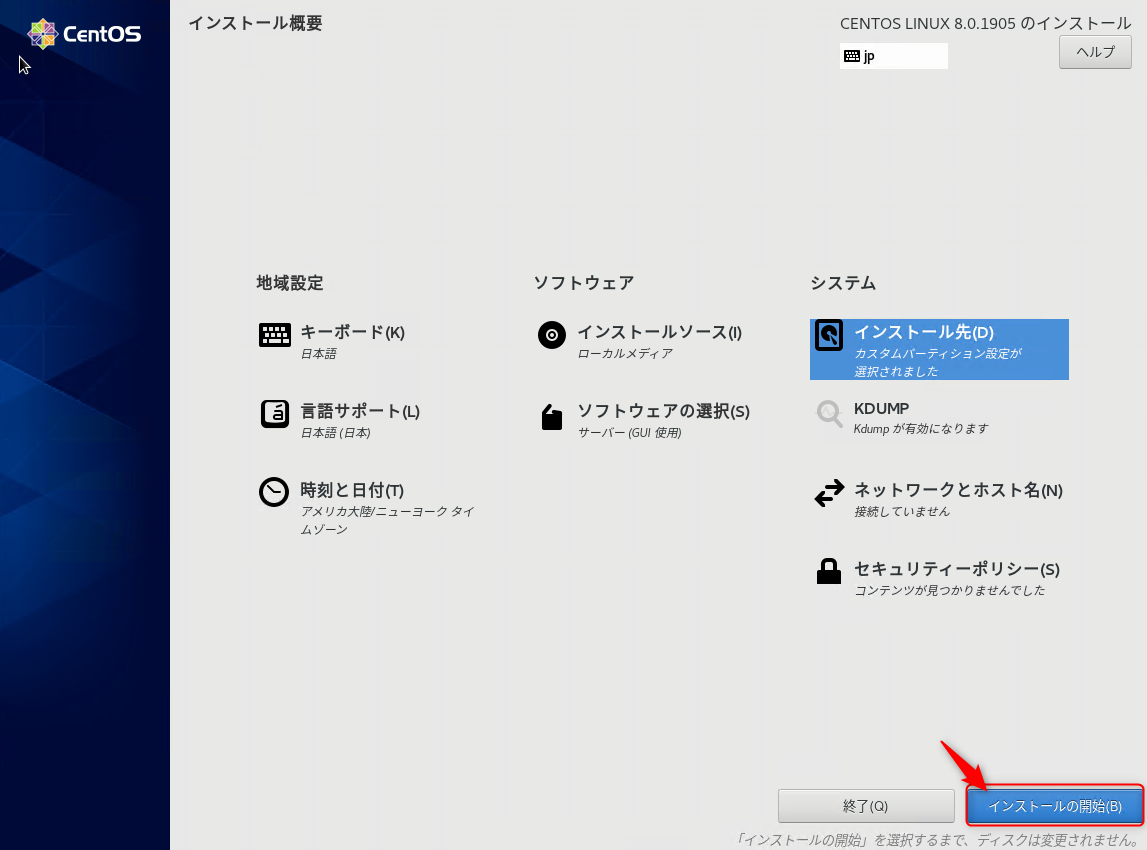 CentOS
インストール概要
CENTOS LINUX 8.0.1905 のインストール
jp
ヘルプ
地域設定
キーボード(K)
日本語
言語サポート(L)
日本語 (日本)
時刻と日付(T)
アメリカ大陸/ニューヨーク タイ
ムゾーン
ソフトウェア
インストールソース(I)
ローカルメディア
ソフトウェアの選択(S)
サーバー (GUI 使用)
システム
インストール先(D)
カスタムパーティション設定が
選択されました
KDUMP
Kdump が有効になります
ネットワークとホスト名(N)
接続していません
セキュリティーポリシー(S)
コンテンツが見つかりませんでした
終了(Q)
インストールの開始(B)
「インストールの開始」を選択するまで、ディスクは変更されません。